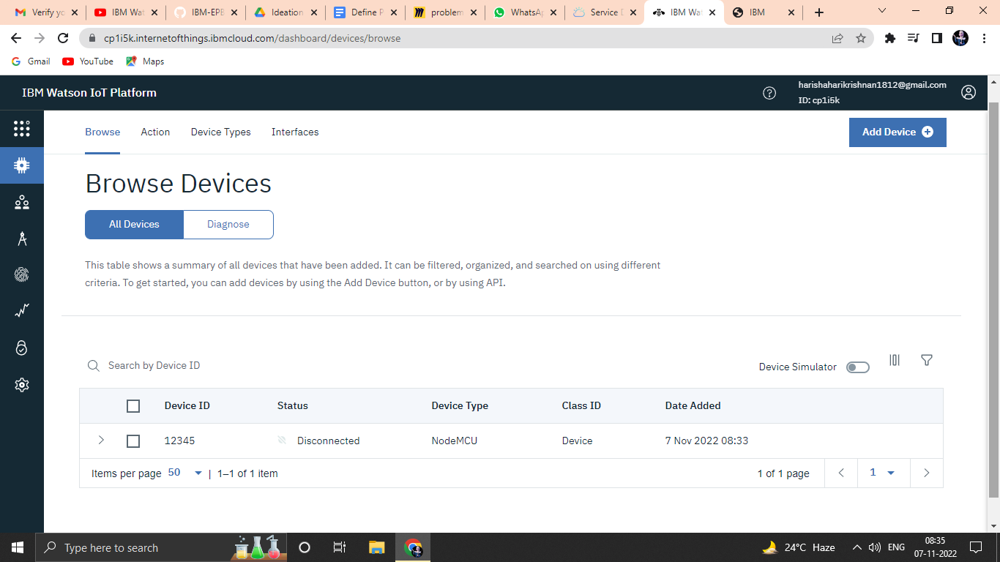 Verify yo
IBM Wat
IBM-EPB
Ideation
Define P
problem
WhatsAp
Service D
IBM Wat
IBM
cp1i5k.internetofthings.ibmcloud.com/dashboard/devices/browse
Gmail
YouTube
Maps
IBM Watson IoT Platform
harishaharikrishnan1812@gmail.com
ID: cp1i5k
Browse
Action
Device Types
Interfaces
Add Device
Browse Devices
All Devices
Diagnose
This table shows a summary of all devices that have been added. It can be filtered, organized, and searched on using different
criteria. To get started, you can add devices by using the Add Device button, or by using API.
Search by Device ID
Device Simulator
Device ID Status Device Type Class ID Date Added
12345 Disconnected NodeMCU Device 7 Nov 2022 08:33
Items per page 50 | 1–1 of 1 item
1 of 1 page
1
Type here to search
24°C Haze
ENG
08:35
07-11-2022